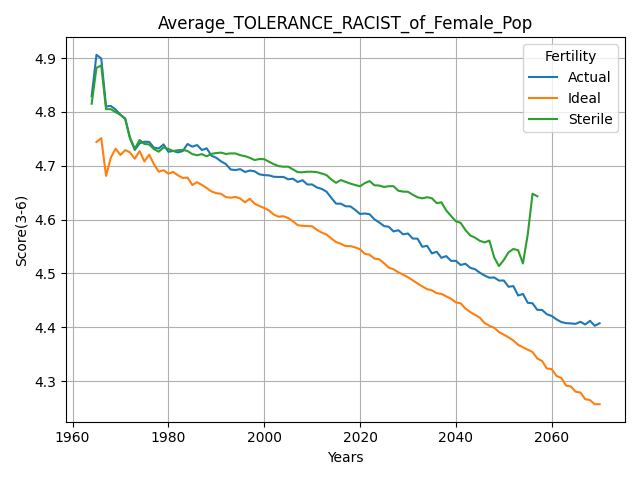 Average_TOLERANCE_RACIST_of_Female_Pop
Fertility
Actual
Ideal
Sterile
Score(3-6)
4.9
4.8
4.7
4.6
4.5
4.4
4.3
1960 1980 2000 2020 2040 2060
Years